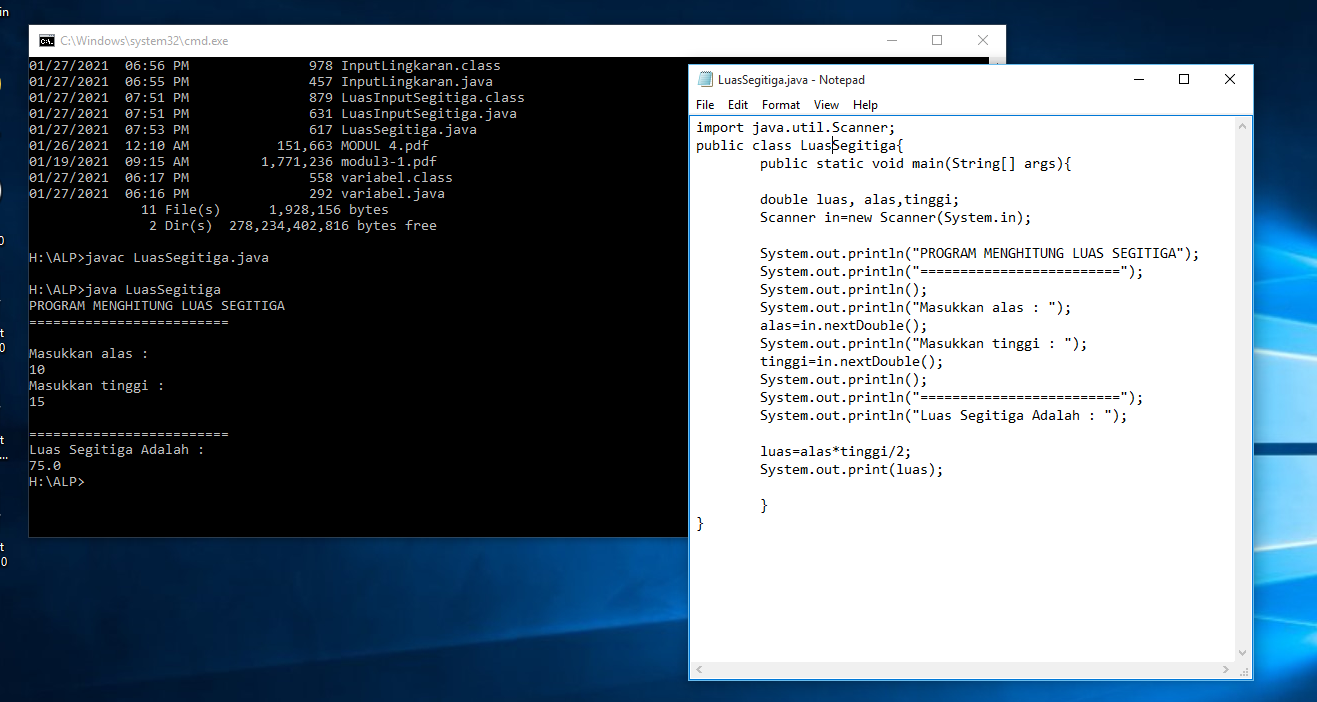 in
C:\Windows\system32\cmd.exe
01/27/2021  06:56 PM               978 InputLingkaran.class
01/27/2021  06:55 PM               457 InputLingkaran.java
01/27/2021  07:51 PM               879 LuasInputSegitiga.class
01/27/2021  07:51 PM               631 LuasInputSegitiga.java
01/27/2021  07:53 PM               617 LuasSegitiga.java
01/26/2021  12:10 AM           151,663 MODUL 4.pdf
01/19/2021  09:15 AM         1,771,236 modul3-1.pdf
01/27/2021  06:17 PM               558 variabel.class
01/27/2021  06:16 PM               292 variabel.java
              11 File(s)      1,928,156 bytes
               2 Dir(s)  278,234,402,816 bytes free
H:\ALP>javac LuasSegitiga.java
H:\ALP>java LuasSegitiga
PROGRAM MENGHITUNG LUAS SEGITIGA
=========================
Masukkan alas :
10
Masukkan tinggi :
15
=========================
Luas Segitiga Adalah :
75.0
H:\ALP>
LuasSegitiga.java - Notepad
File Edit Format View Help
import java.util.Scanner;
public class LuasSegitiga{
        public static void main(String[] args){
        double luas, alas,tinggi;
        Scanner in=new Scanner(System.in);
        System.out.println("PROGRAM MENGHITUNG LUAS SEGITIGA");
        System.out.println("=========================");
        System.out.println();
        System.out.println("Masukkan alas : ");
        alas=in.nextDouble();
        System.out.println("Masukkan tinggi : ");
        tinggi=in.nextDouble();
        System.out.println();
        System.out.println("=========================");
        System.out.println("Luas Segitiga Adalah : ");
        luas=alas*tinggi/2;
        System.out.print(luas);
        }
}